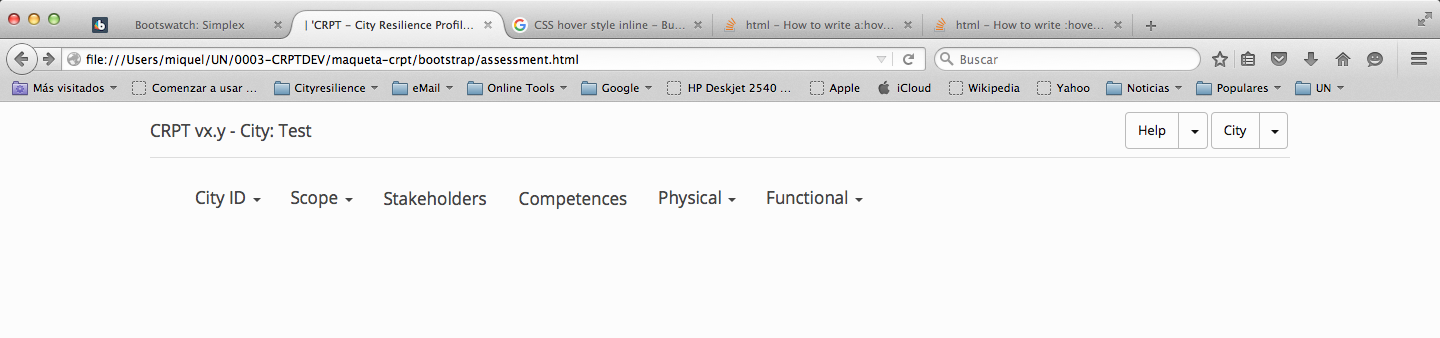 Bootswatch: Simplex
| 'CRPT – City Resilience Profil...
CSS hover style inline – Bu...
html – How to write a:hov...
html – How to write :hove...
file:///Users/miquel/UN/0003-CRPTDEV/maqueta-crpt/bootstrap/assessment.html
Buscar
Más visitados
Comenzar a usar ...
Cityresilience
eMail
Online Tools
Google
HP Deskjet 2540 ...
Apple
iCloud
Wikipedia
Yahoo
Noticias
Populares
UN
CRPT vx.y - City: Test
Help
City
City ID
Scope
Stakeholders
Competences
Physical
Functional